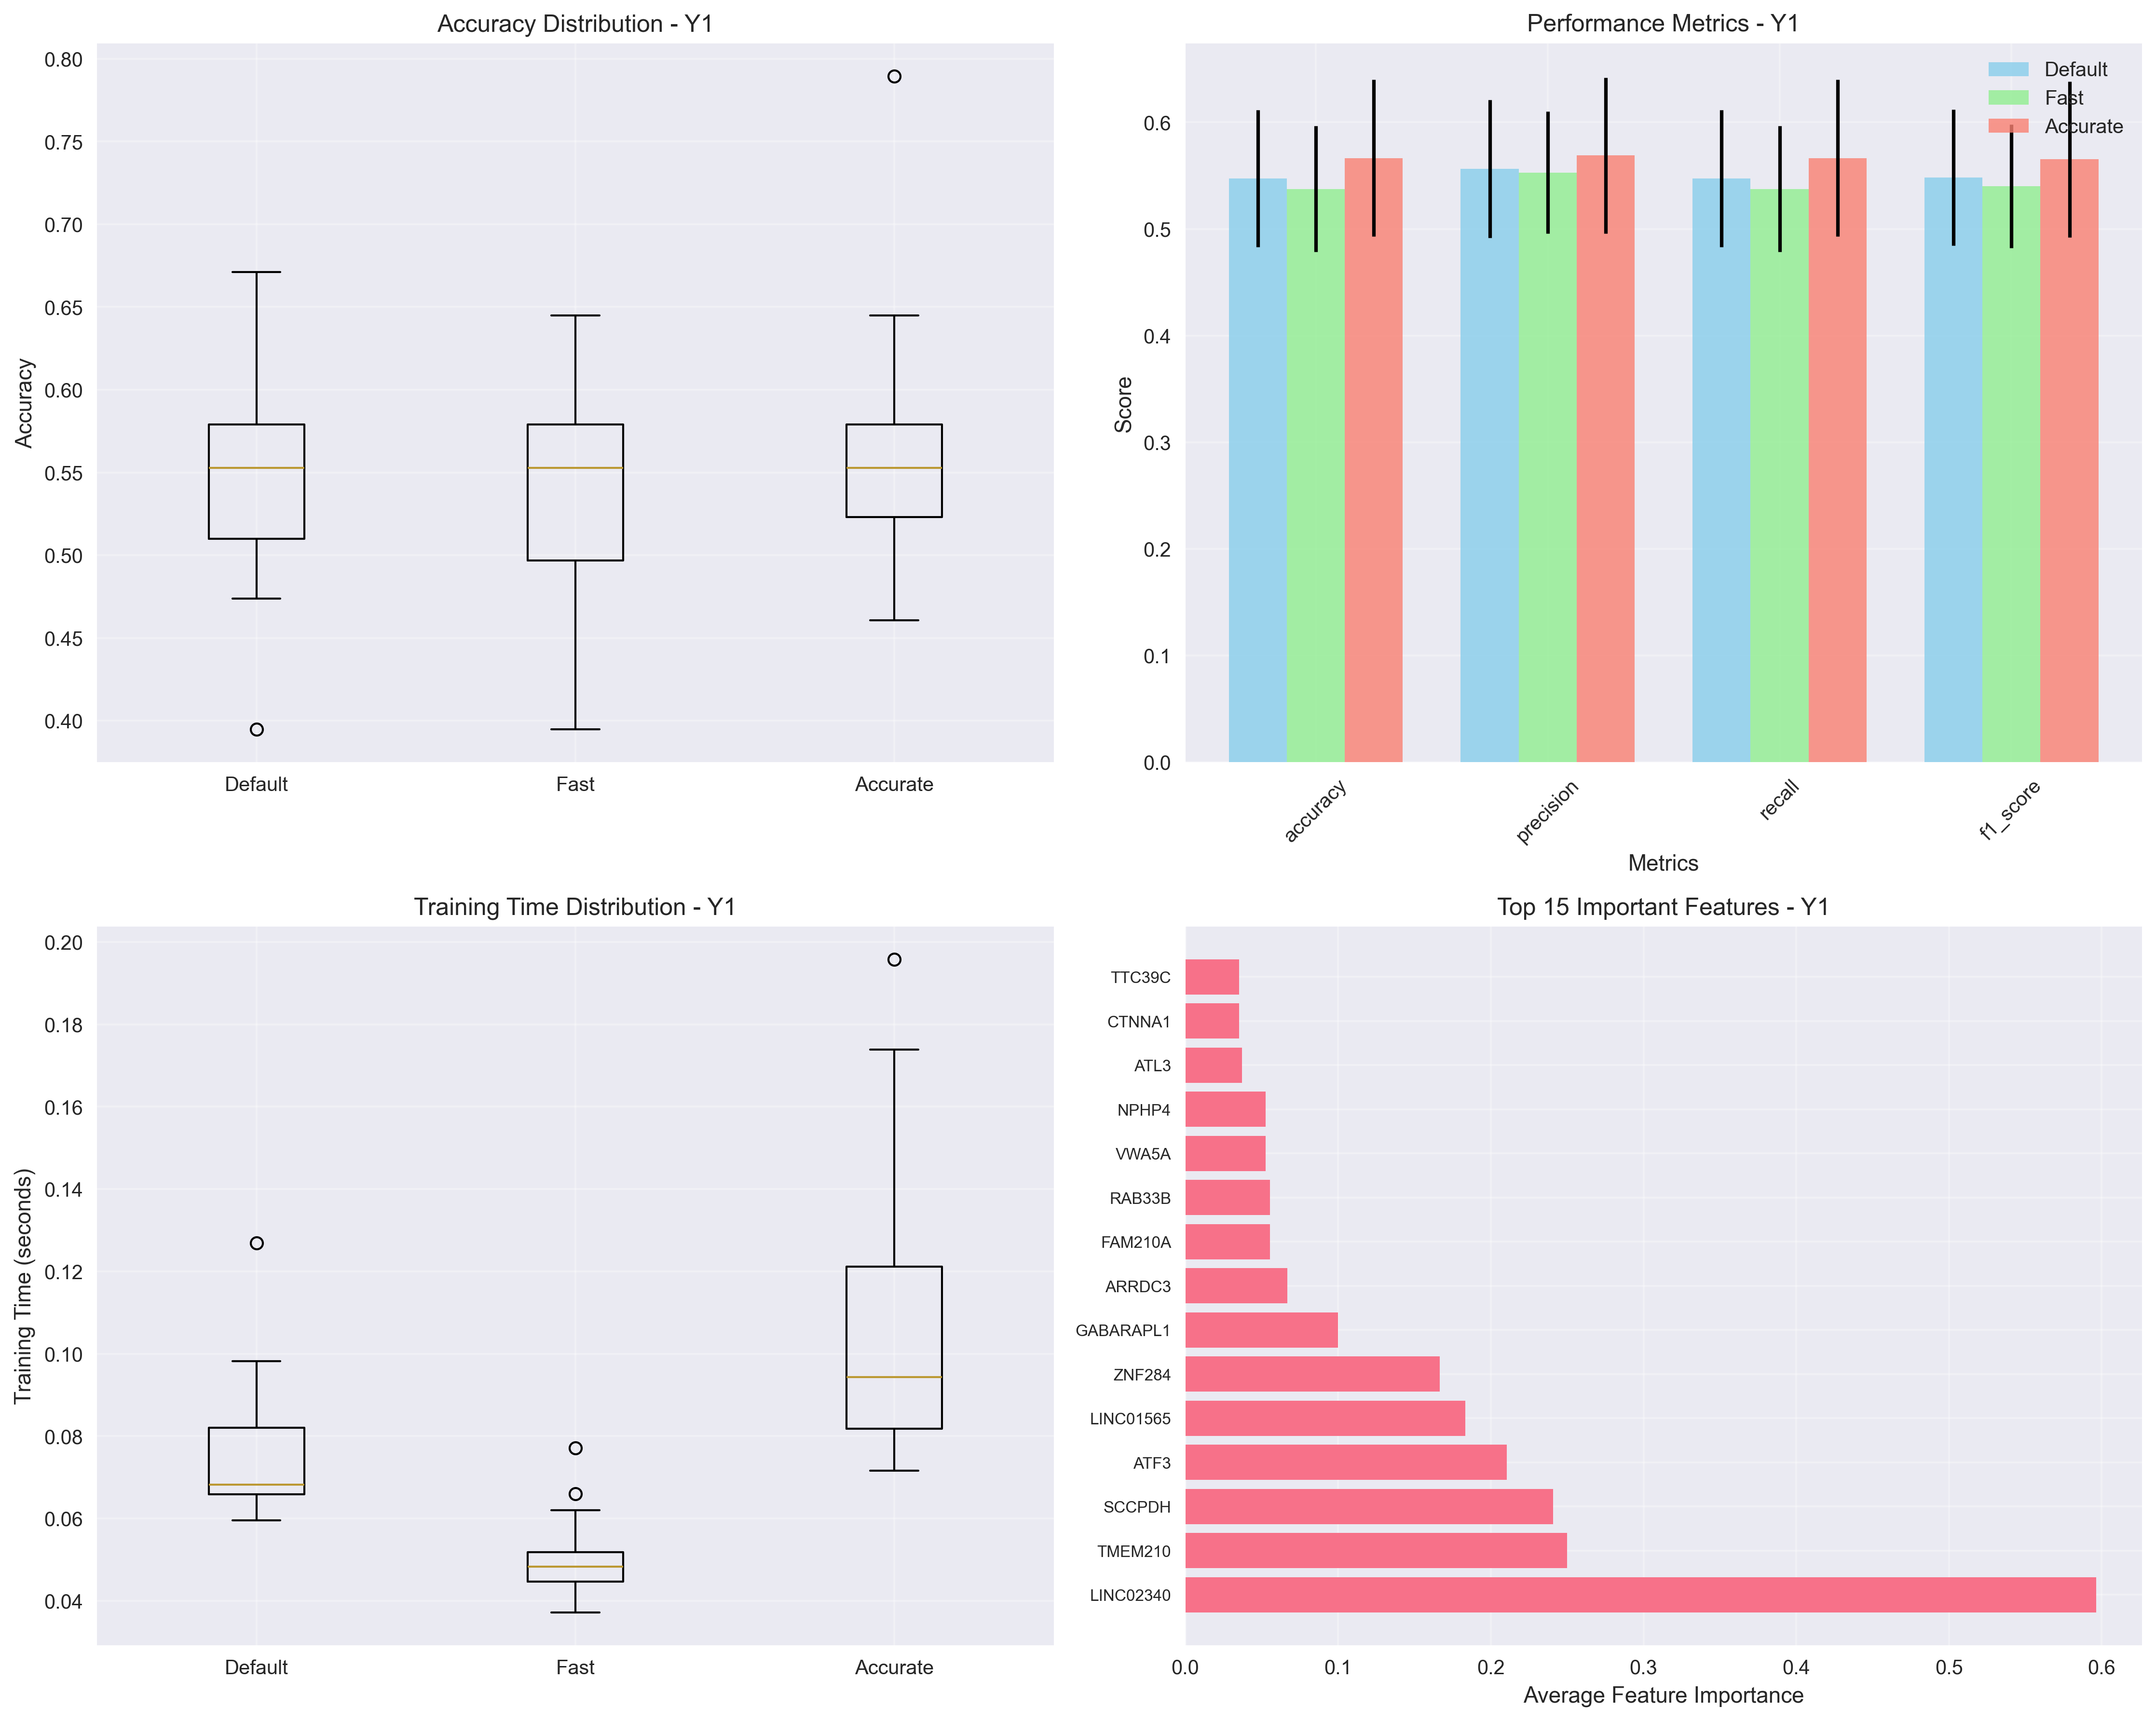 Accuracy Distribution - Y1
Accuracy
0.80
0.75
0.70
0.65
0.60
0.55
0.50
0.45
0.40
Default
Fast
Accurate
Performance Metrics - Y1
Score
0.6
0.5
0.4
0.3
0.2
0.1
0.0
Default
Fast
Accurate
accuracy
precision
recall
f1_score
Metrics
Training Time Distribution - Y1
Training Time (seconds)
0.20
0.18
0.16
0.14
0.12
0.10
0.08
0.06
0.04
Default
Fast
Accurate
Top 15 Important Features - Y1
TTC39C
CTNNA1
ATL3
NPHP4
VWA5A
RAB33B
FAM210A
ARRDC3
GABARAPL1
ZNF284
LINC01565
ATF3
SCCPDH
TMEM210
LINC02340
0.0
0.1
0.2
0.3
0.4
0.5
0.6
Average Feature Importance